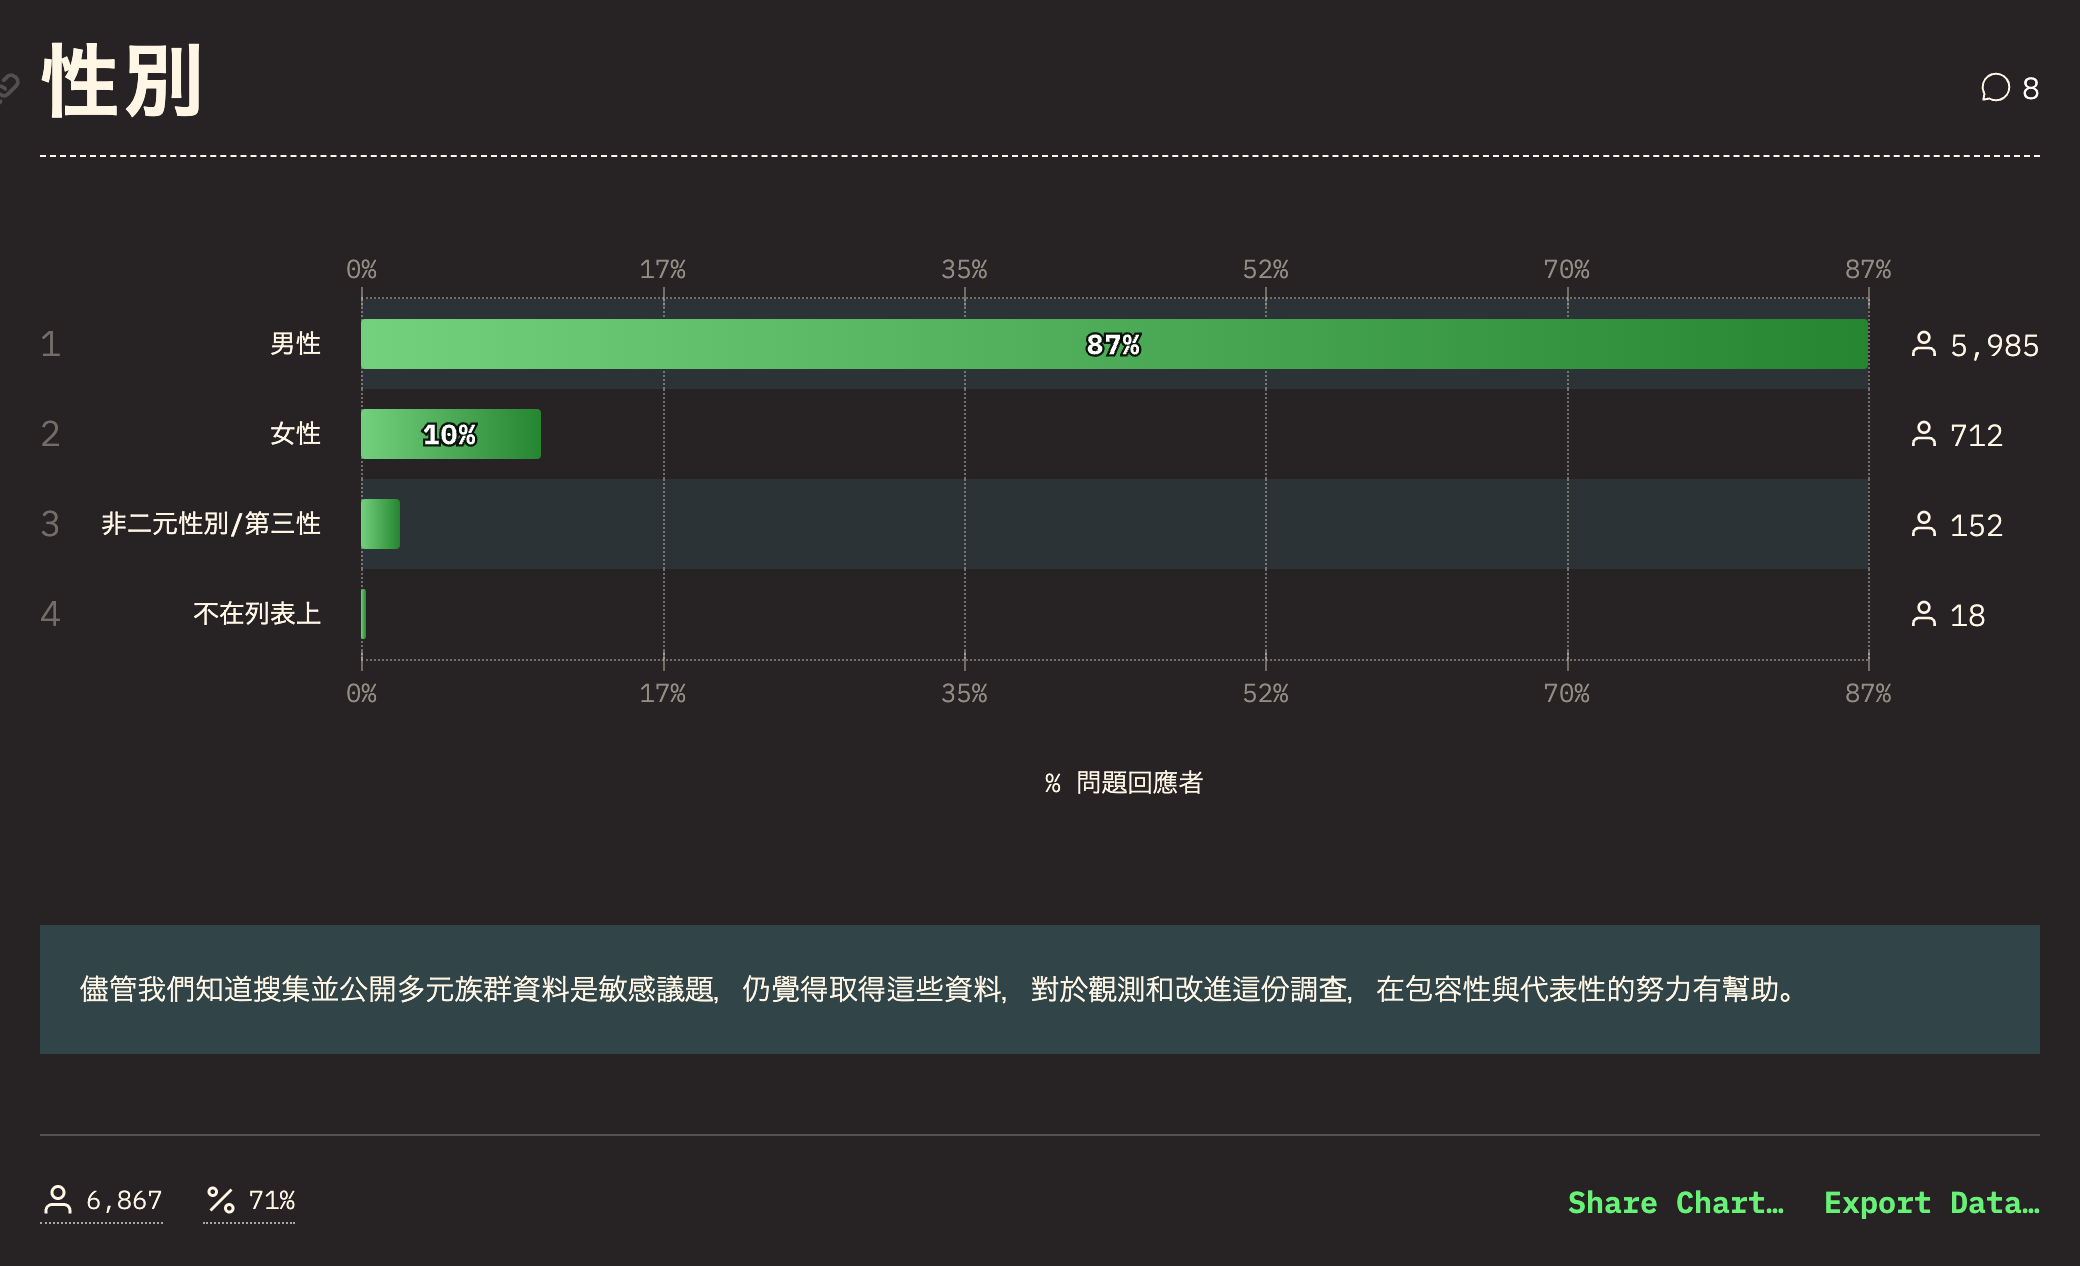 性別
8
0% 17% 35% 52% 70% 87%
1 男性 87% 5,985
2 女性 10% 712
3 非二元性別/第三性 152
4 不在列表上 18
0% 17% 35% 52% 70% 87%
% 問題回應者
儘管我們知道搜集並公開多元族群資料是敏感議題，仍覺得取得這些資料，對於觀測和改進這份調查，在包容性與代表性的努力有幫助。
6,867 71% Share Chart… Export Data…